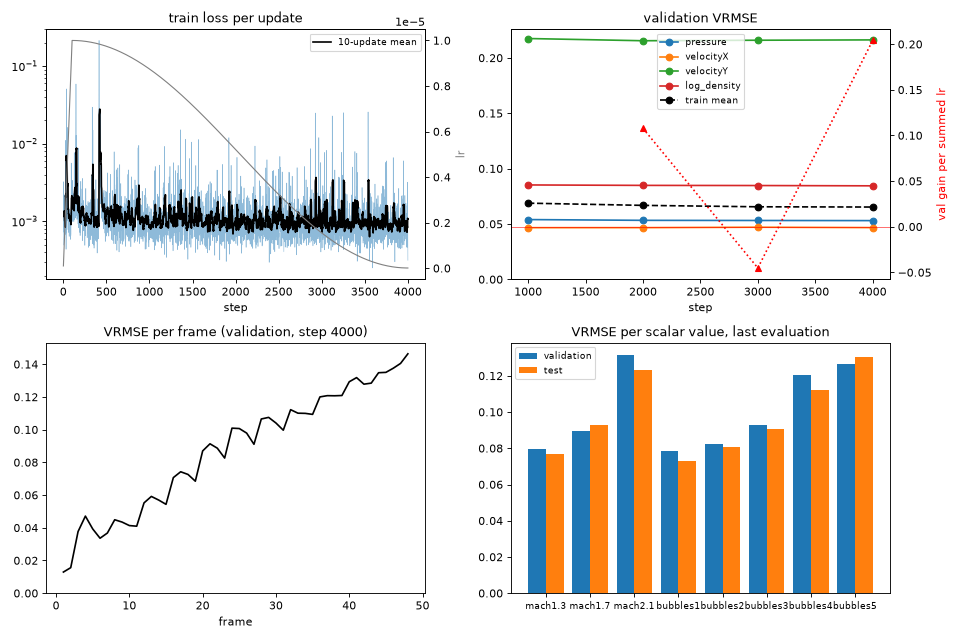 train loss per update
1e−5
10-update mean
10⁻¹
10⁻²
10⁻³
1.0
0.8
0.6
0.4
0.2
0.0
lr
0
500
1000
1500
2000
2500
3000
3500
4000
step
validation VRMSE
pressure
velocityX
velocityY
log_density
train mean
0.20
0.15
0.10
0.05
0.00
0.20
0.15
0.10
0.05
0.00
−0.05
val gain per summed lr
1000
1500
2000
2500
3000
3500
4000
step
VRMSE per frame (validation, step 4000)
0.14
0.12
0.10
0.08
0.06
0.04
0.02
0.00
0
10
20
30
40
50
frame
VRMSE per scalar value, last evaluation
validation
test
0.12
0.10
0.08
0.06
0.04
0.02
0.00
mach1.3
mach1.7
mach2.1
bubbles1
bubbles2
bubbles3
bubbles4
bubbles5